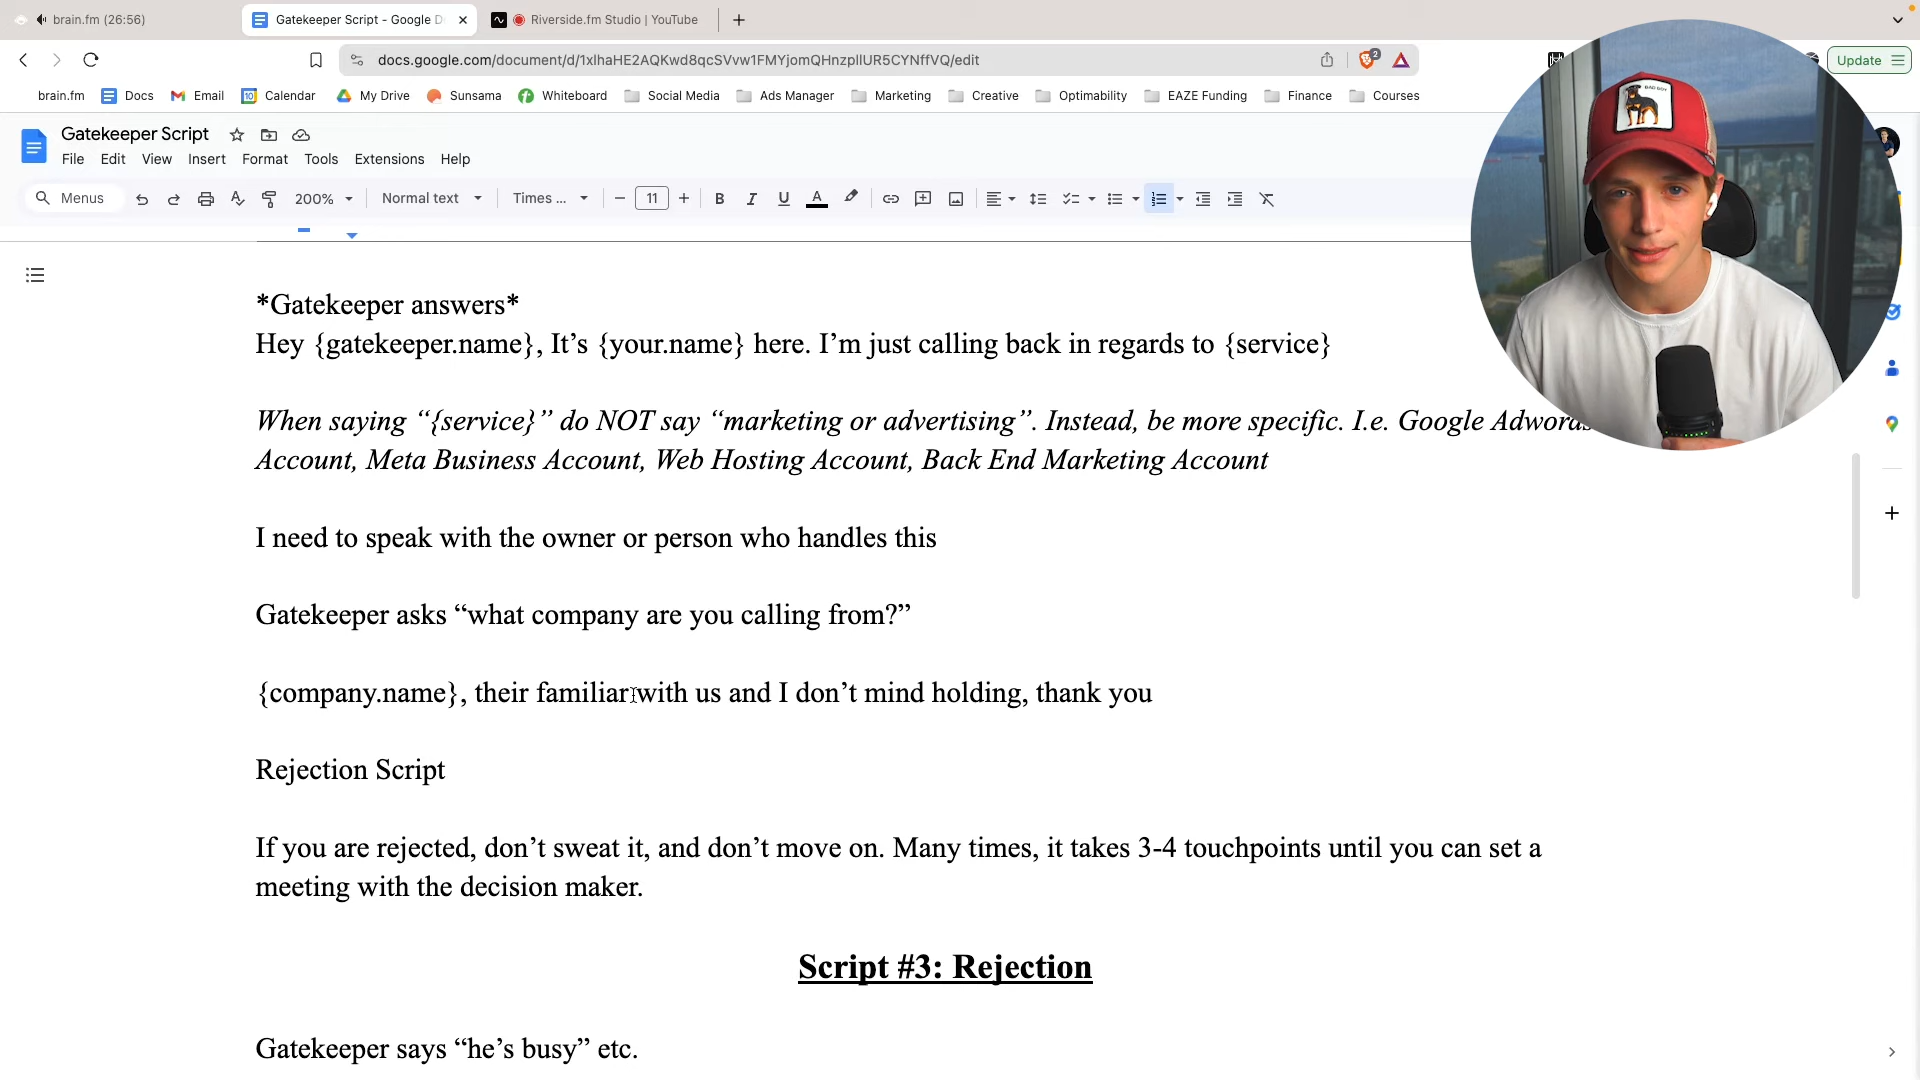 brain.fm (26:56)
Gatekeeper Script - Google D
Riverside.fm Studio | YouTube
docs.google.com/document/d/1xlhaHE2AQKwd8qcSVvw1FMYjomQHnzpllUR5CYNffVQ/edit
2
Update
brain.fm
Docs
Email
10
Calendar
My Drive
Sunsama
Whiteboard
Social Media
Ads Manager
Marketing
Creative
Optimability
EAZE Funding
Finance
Courses
Gatekeeper Script
File Edit View Insert Format Tools Extensions Help
Menus
200%
Normal text
Times ...
11
B I U A
BAD BOY
*Gatekeeper answers*
Hey {gatekeeper.name}, It’s {your.name} here. I’m just calling back in regards to {service}
When saying “{service}” do NOT say “marketing or advertising”. Instead, be more specific. I.e. Google Adwords
Account, Meta Business Account, Web Hosting Account, Back End Marketing Account
I need to speak with the owner or person who handles this
Gatekeeper asks “what company are you calling from?”
{company.name}, their familiar with us and I don’t mind holding, thank you
Rejection Script
If you are rejected, don’t sweat it, and don’t move on. Many times, it takes 3-4 touchpoints until you can set a
meeting with the decision maker.
Script #3: Rejection
Gatekeeper says “he’s busy” etc.